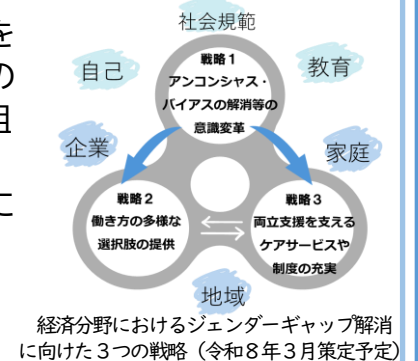 を
の
組
に
社会規範
自己
教育
戦略1
アンコンシャス・
バイアスの解消等の
意識変革
企業
家庭
戦略2
働き方の多様な
選択肢の提供
戦略3
両立支援を支える
ケアサービスや
制度の充実
地域
経済分野におけるジェンダーギャップ解消
に向けた3つの戦略(令和8年3月策定予定)